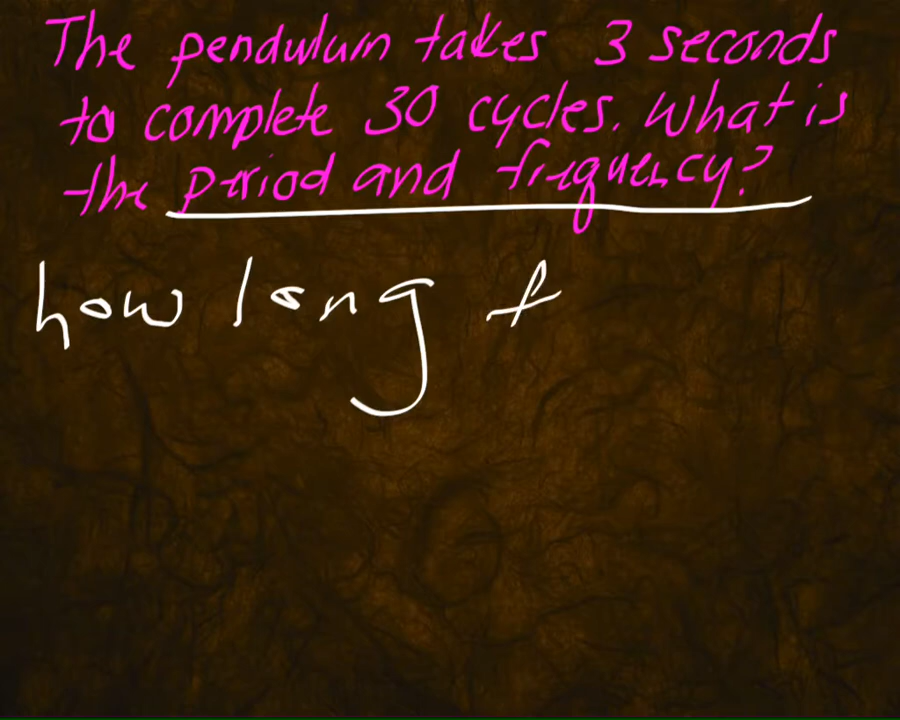 The pendulum takes 3 seconds
to complete 30 cycles. What is
the period and frequency?
how long t